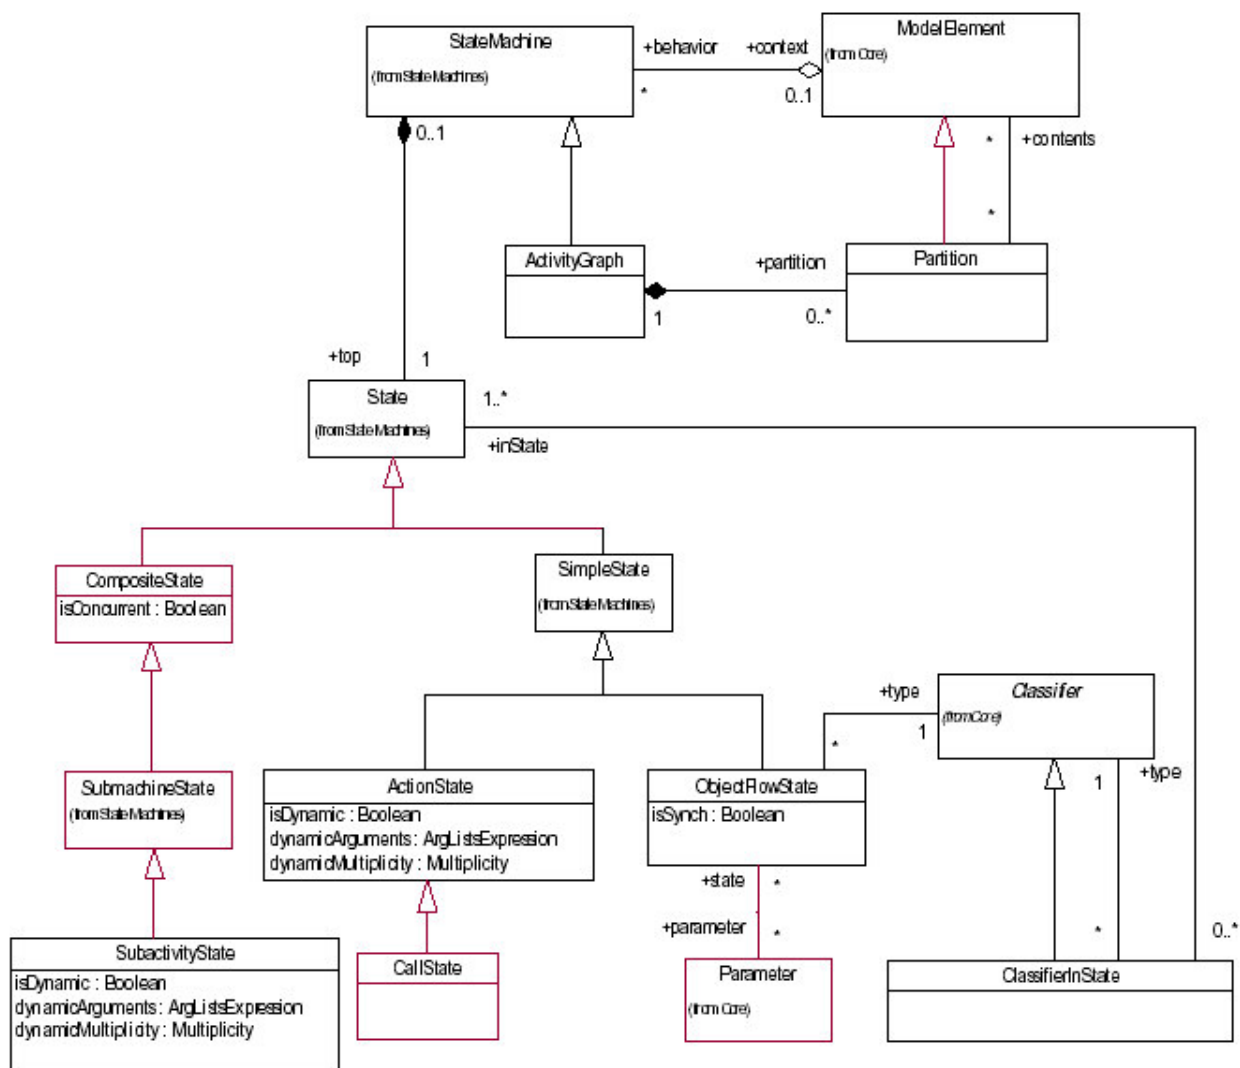 StateMachine
(from State Machines)
+behavior
+context
*
0..1
ModelElement
(from Core)
0..1
*
+contents
*
ActivityGraph
+partition
1
0..*
Partition
+top
1
State
(from State Machines)
1..*
+inState
CompositeState
isConcurrent : Boolean
SimpleState
(from State Machines)
+type
1
*
Classifer
(from Core)
1
+type
SubmachineState
(from State Machines)
ActionState
isDynamic : Boolean
dynamicArguments : ArgListsExpression
dynamicMultiplicity : Multiplicity
ObjectFlowState
isSynch : Boolean
+state
*
+parameter
*
*
0..*
SubactivityState
isDynamic : Boolean
dynamicArguments : ArgListsExpression
dynamicMultiplicity : Multiplicity
CallState
Parameter
(from Core)
ClassifierInState